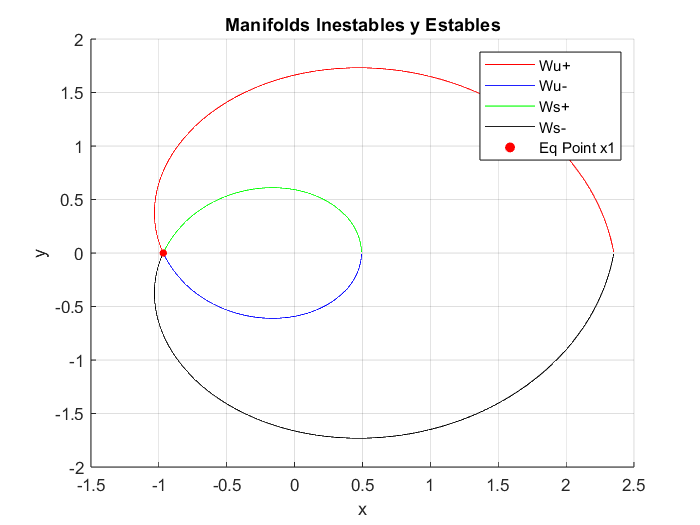 Manifolds Inestables y Estables
2
1.5
1
0.5
0
-0.5
-1
-1.5
-2
y
Wu+
Wu-
Ws+
Ws-
Eq Point x1
-1.5 -1 -0.5 0 0.5 1 1.5 2 2.5
x